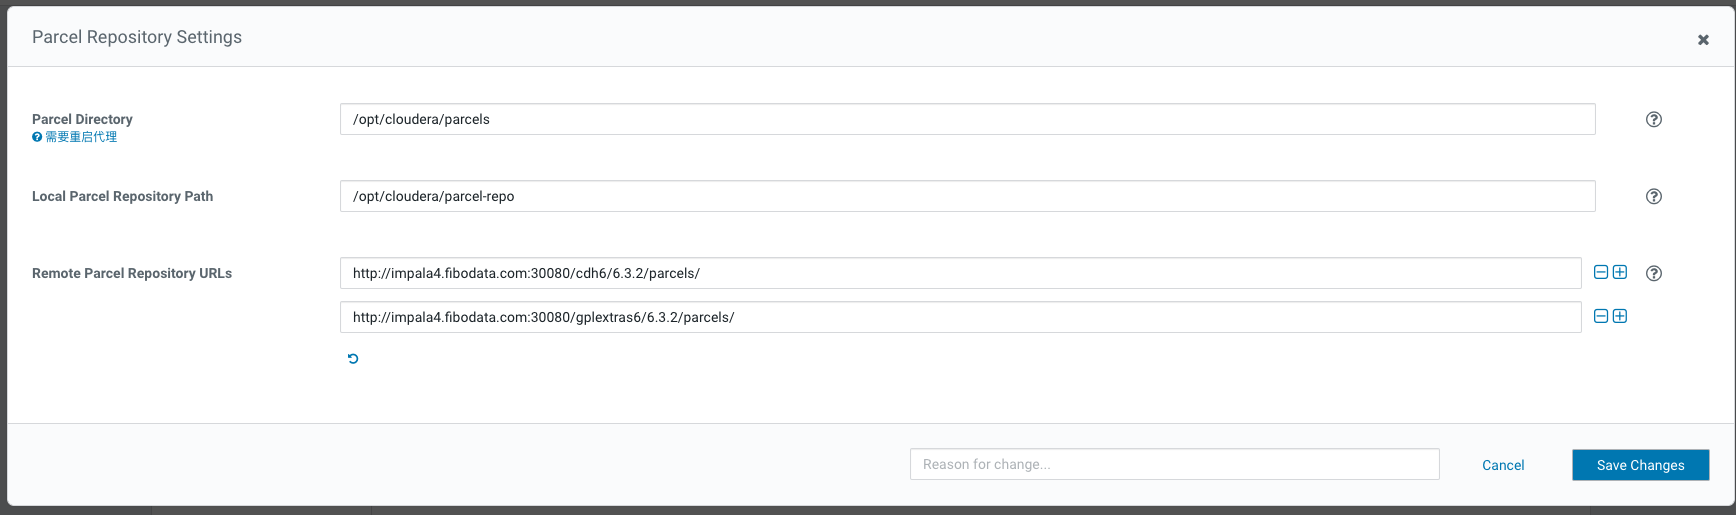 Parcel Repository Settings
Parcel Directory
/opt/cloudera/parcels
需要重启代理
Local Parcel Repository Path
/opt/cloudera/parcel-repo
Remote Parcel Repository URLs
http://impala4.fibodata.com:30080/cdh6/6.3.2/parcels/
http://impala4.fibodata.com:30080/gplextras6/6.3.2/parcels/
Reason for change...
Cancel
Save Changes